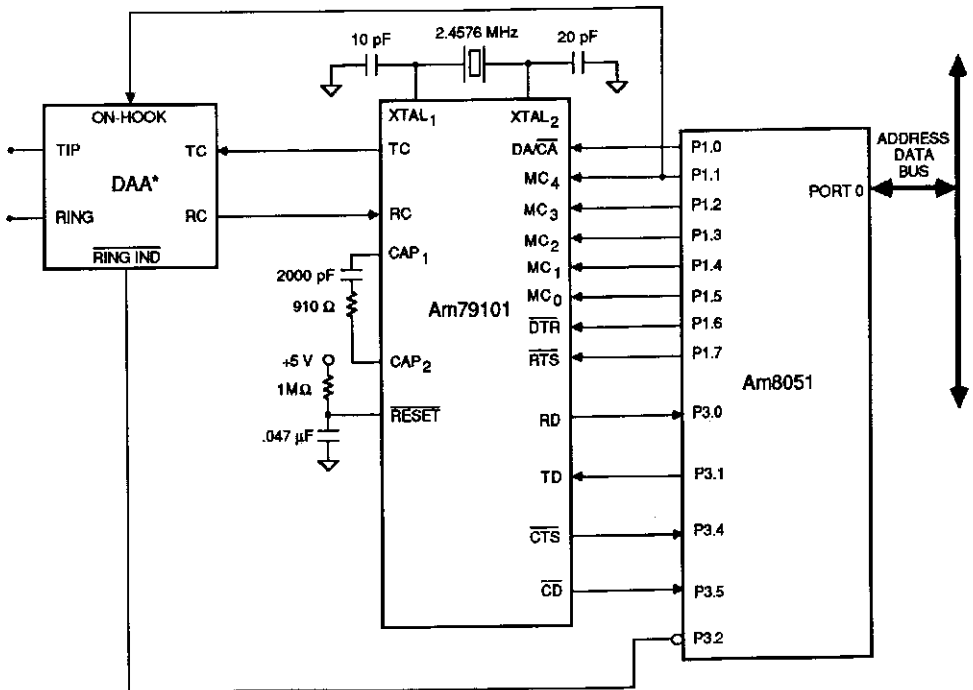 10 pF
2.4576 MHz
20 pF
ON-HOOK
TIP
TC
DAA*
RING
RC
RING IND
XTAL1
XTAL2
TC
DA/CA
MC4
RC
MC3
MC2
CAP1
MC1
2000 pF
MC0
910 Ω
Am79101
DTR
CAP2
RTS
+5 V
1MΩ
RESET
RD
.047 µF
TD
CTS
CD
P1.0
P1.1
PORT 0
P1.2
P1.3
P1.4
P1.5
P1.6
P1.7
Am8051
P3.0
P3.1
P3.4
P3.5
P3.2
ADDRESS
DATA
BUS